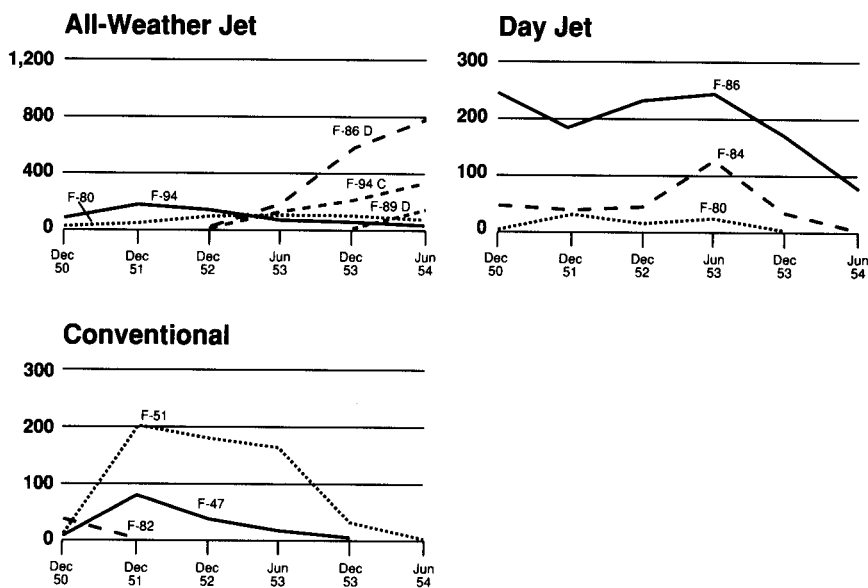 All-Weather Jet
1,200
800
400
0
F-80
F-94
F-86 D
F-94 C
F-89 D
Dec 50
Dec 51
Dec 52
Jun 53
Dec 53
Jun 54
Day Jet
300
200
100
0
F-86
F-84
F-80
Dec 50
Dec 51
Dec 52
Jun 53
Dec 53
Jun 54
Conventional
300
200
100
0
F-51
F-47
F-82
Dec 50
Dec 51
Dec 52
Jun 53
Dec 53
Jun 54